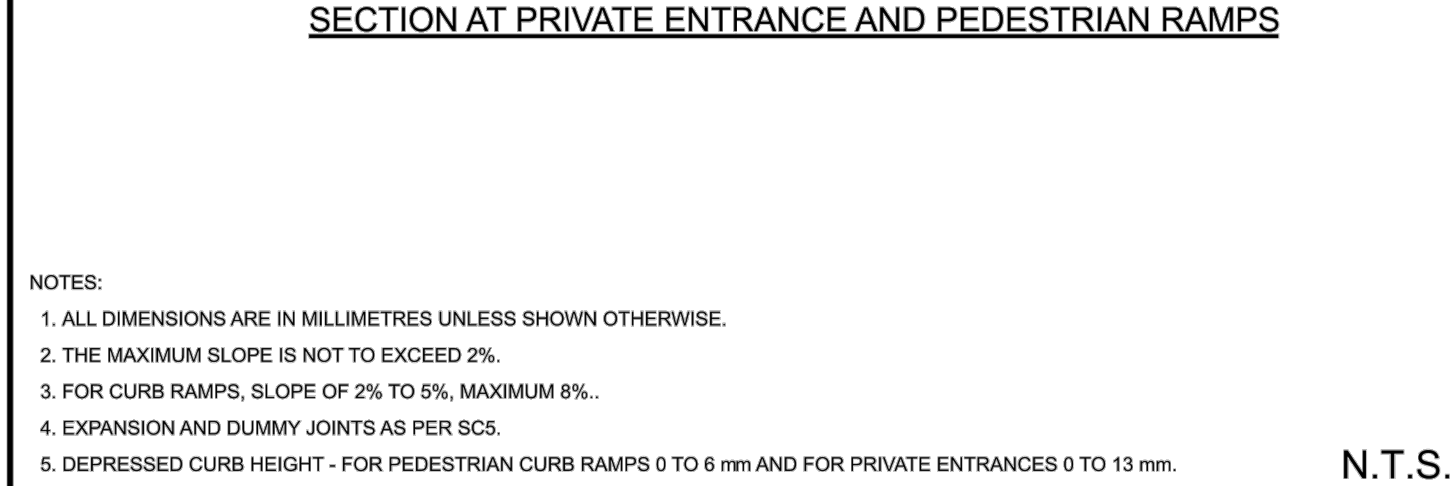 SECTION AT PRIVATE ENTRANCE AND PEDESTRIAN RAMPS
NOTES:
1. ALL DIMENSIONS ARE IN MILLIMETRES UNLESS SHOWN OTHERWISE.
2. THE MAXIMUM SLOPE IS NOT TO EXCEED 2%.
3. FOR CURB RAMPS, SLOPE OF 2% TO 5%, MAXIMUM 8%..
4. EXPANSION AND DUMMY JOINTS AS PER SC5.
5. DEPRESSED CURB HEIGHT - FOR PEDESTRIAN CURB RAMPS 0 TO 6 mm AND FOR PRIVATE ENTRANCES 0 TO 13 mm.
N.T.S.